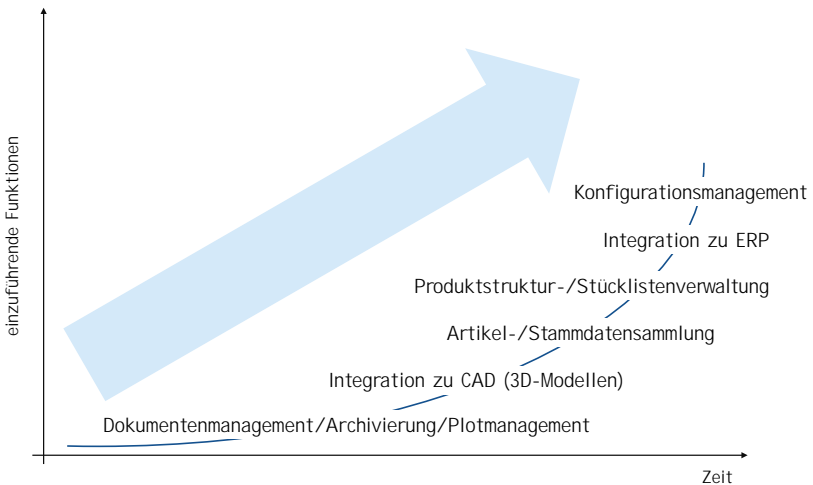 einzuführende Funktionen
Konfigurationsmanagement
Integration zu ERP
Produktstruktur-/Stücklistenverwaltung
Artikel-/Stammdatensammlung
Integration zu CAD (3D-Modellen)
Dokumentenmanagement/Archivierung/Plotmanagement
Zeit